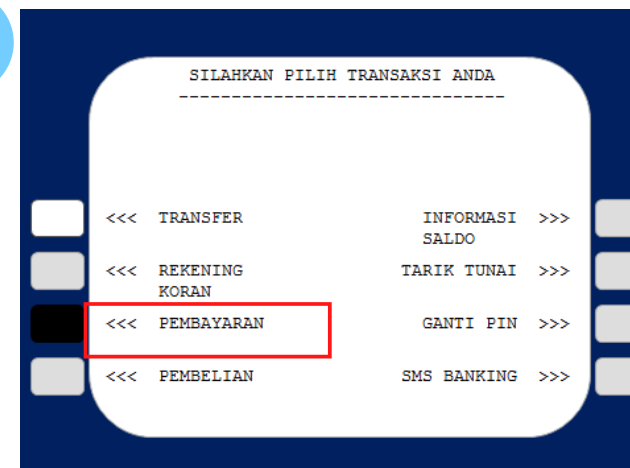 SILAHKAN PILIH TRANSAKSI ANDA
-------------------------------
<<< TRANSFER
INFORMASI >>>
SALDO
<<< REKENING
KORAN
TARIK TUNAI >>>
<<< PEMBAYARAN
GANTI PIN >>>
<<< PEMBELIAN
SMS BANKING >>>